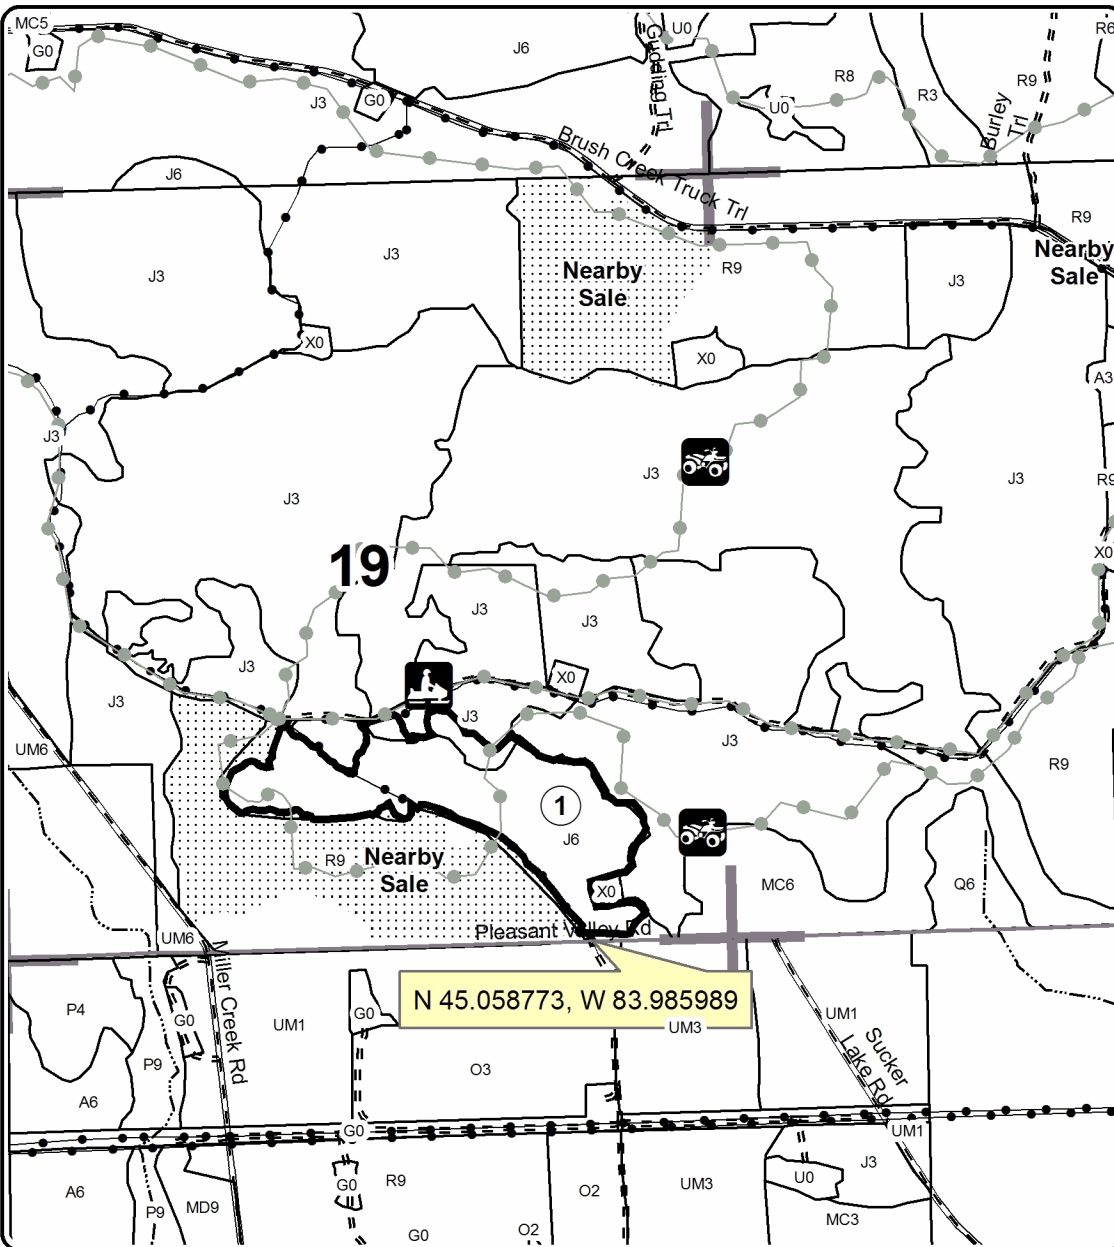 MC5
G0
J6
Gudeling Trl
U0
R8
R6
R9
J3
G0
U0
R3
Burley
Trl
Brush Creek Truck Trl
J6
R9
J3
J3
Nearby
Sale
R9
J3
Nearby
Sale
X0
X0
A3
J3
J3
J3
J3
R9
19
X0
J3
J3
J3
X0
J3
J3
J3
UM6
R9
1
J6
R9
Nearby
Sale
X0
MC6
Q6
UM6
Pleasant Valley Rd
N 45.058773, W 83.985989
P4
G0
Miller Creek Rd
UM1
G0
UM3
UM1
Sucker
Lake Rd
P9
O3
A6
O2
G0
UM1
J3
A6
P9
MD9
G0
R9
O2
UM3
U0
MC3
G0
O2